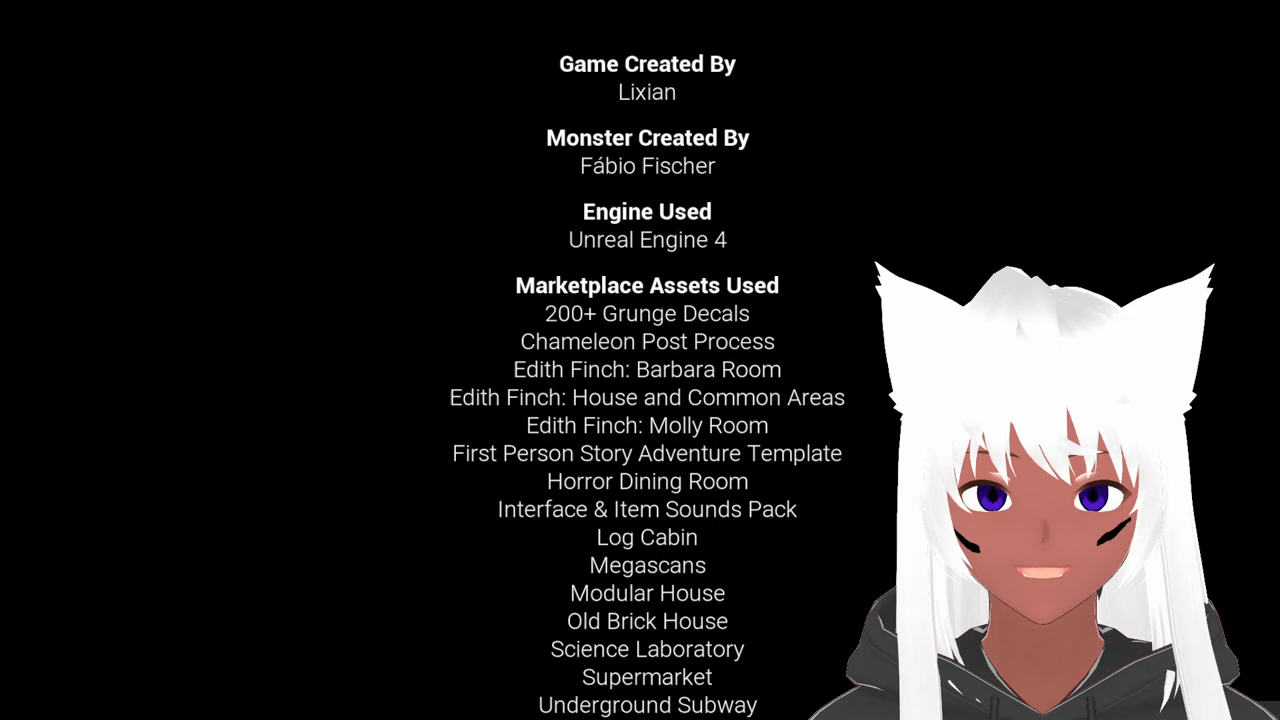 Game Created By
Lixian
Monster Created By
Fábio Fischer
Engine Used
Unreal Engine 4
Marketplace Assets Used
200+ Grunge Decals
Chameleon Post Process
Edith Finch: Barbara Room
Edith Finch: House and Common Areas
Edith Finch: Molly Room
First Person Story Adventure Template
Horror Dining Room
Interface & Item Sounds Pack
Log Cabin
Megascans
Modular House
Old Brick House
Science Laboratory
Supermarket
Underground Subway